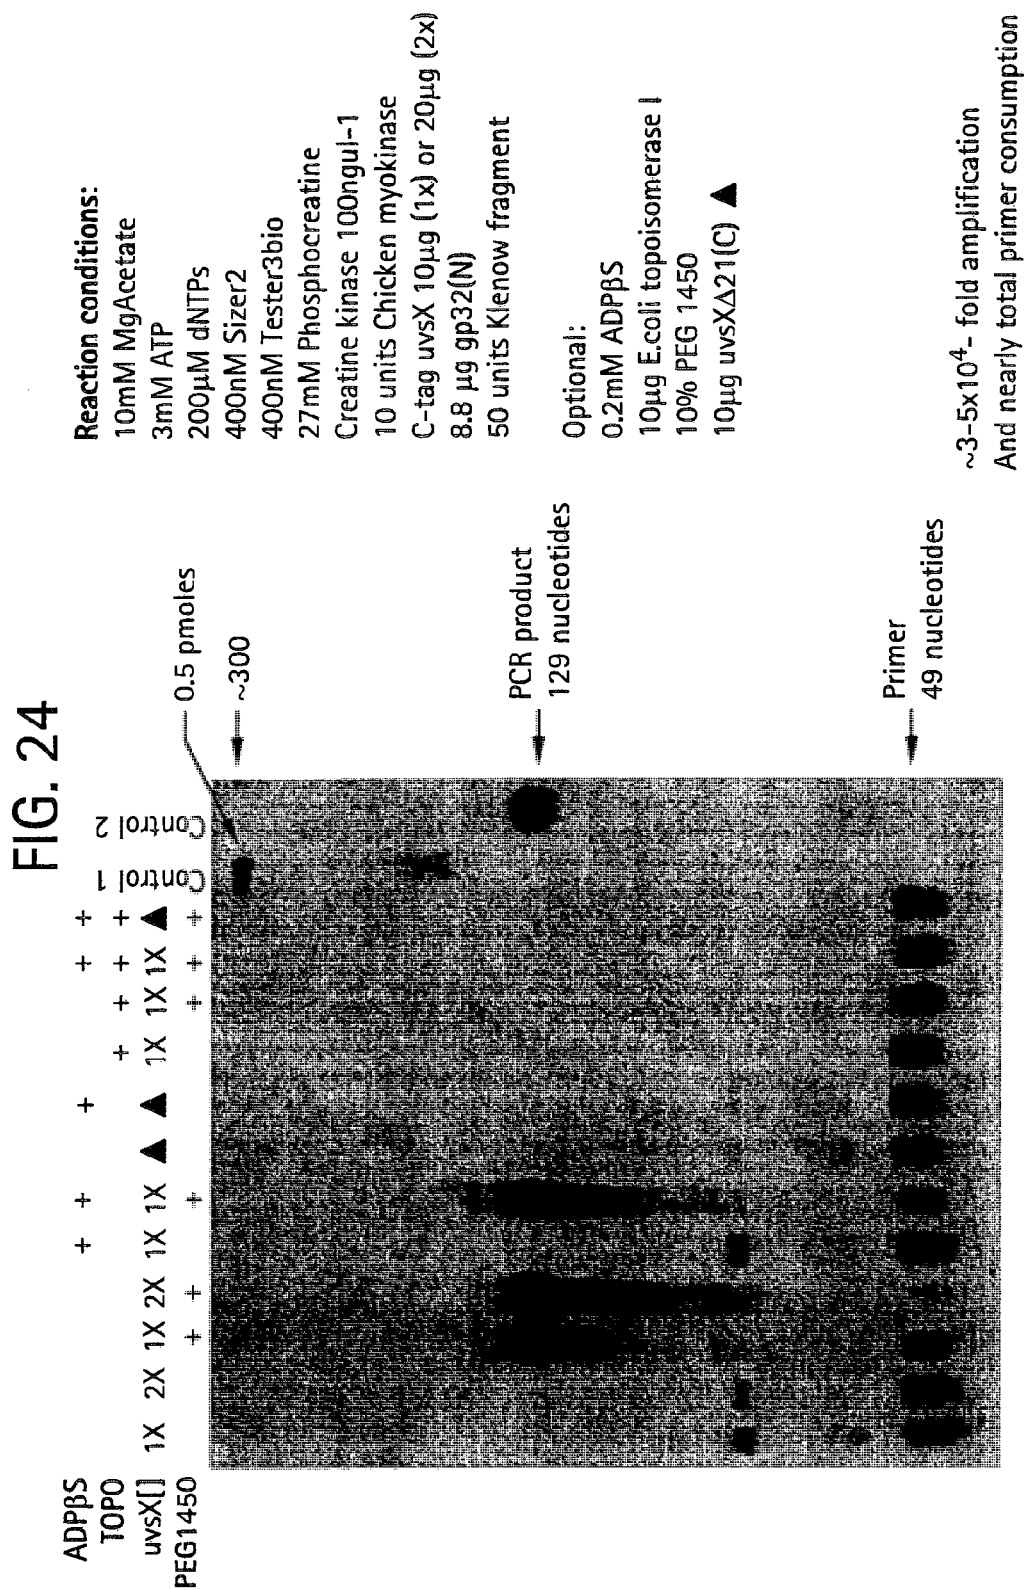 FIG. 24
ADPβS + + + + +
TOPO + + + +
uvsX[] 1X 2X 1X 2X 1X 1X ▲ ▲ 1X 1X 1X ▲ Control 1 Control 2
PEG1450 + + + + + +
0.5 pmoles
~300
PCR product
129 nucleotides
Primer
49 nucleotides
Reaction conditions:
10mM MgAcetate
3mM ATP
200µM dNTPs
400nM Sizer2
400nM Tester3bio
27mM Phosphocreatine
Creatine kinase 100ngul-1
10 units Chicken myokinase
C-tag uvsX 10µg (1x) or 20µg (2x)
8.8 µg gp32(N)
50 units Klenow fragment
Optional:
0.2mM ADPβS
10µg E.coli topoisomerase I
10% PEG 1450
10µg uvsXΔ21(C) ▲
~3-5x10⁴- fold amplification
And nearly total primer consumption